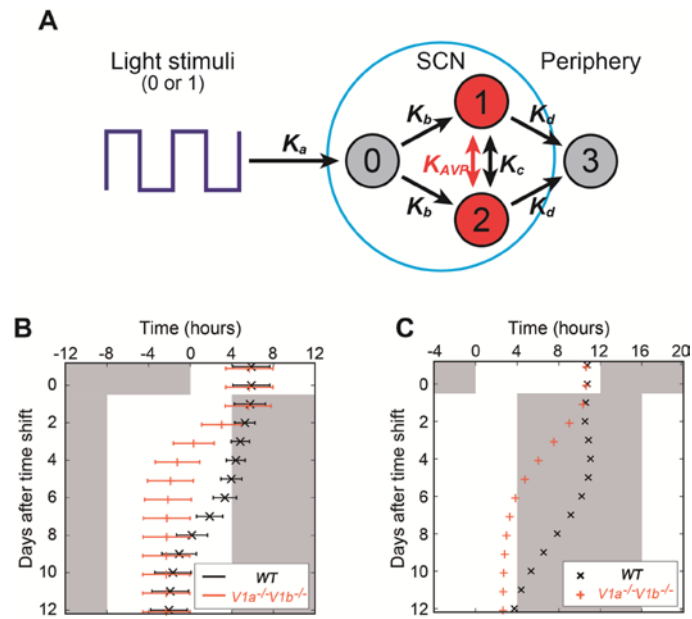 A
Light stimuli
(0 or 1)
SCN
Periphery
Ka
Kb
Kb
KAVP
Kc
Kd
Kd
0
1
2
3
B
Time (hours)
-12 -8 -4 0 4 8 12
Days after time shift
0
2
4
6
8
10
12
WT
V1a-/-V1b-/-
C
Time (hours)
-4 0 4 8 12 16 20
Days after time shift
0
2
4
6
8
10
12
WT
V1a-/-V1b-/-